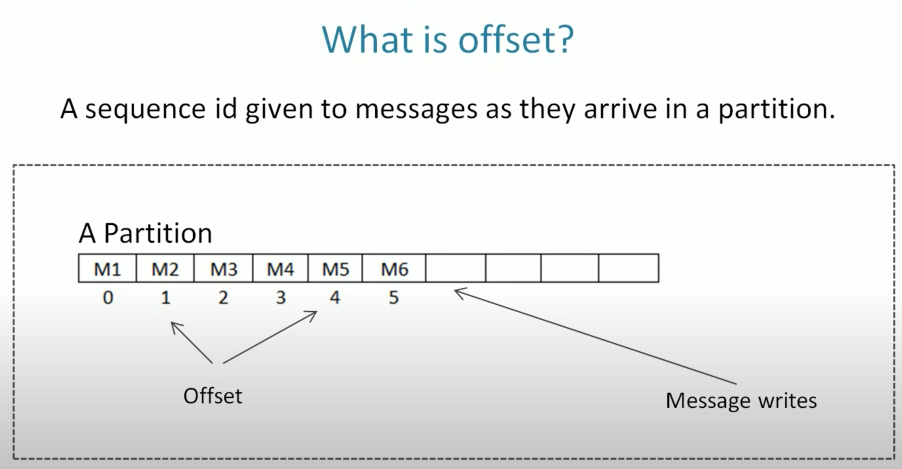 What is offset?
A sequence id given to messages as they arrive in a partition.
A Partition
M1 M2 M3 M4 M5 M6
0 1 2 3 4 5
Offset
Message writes